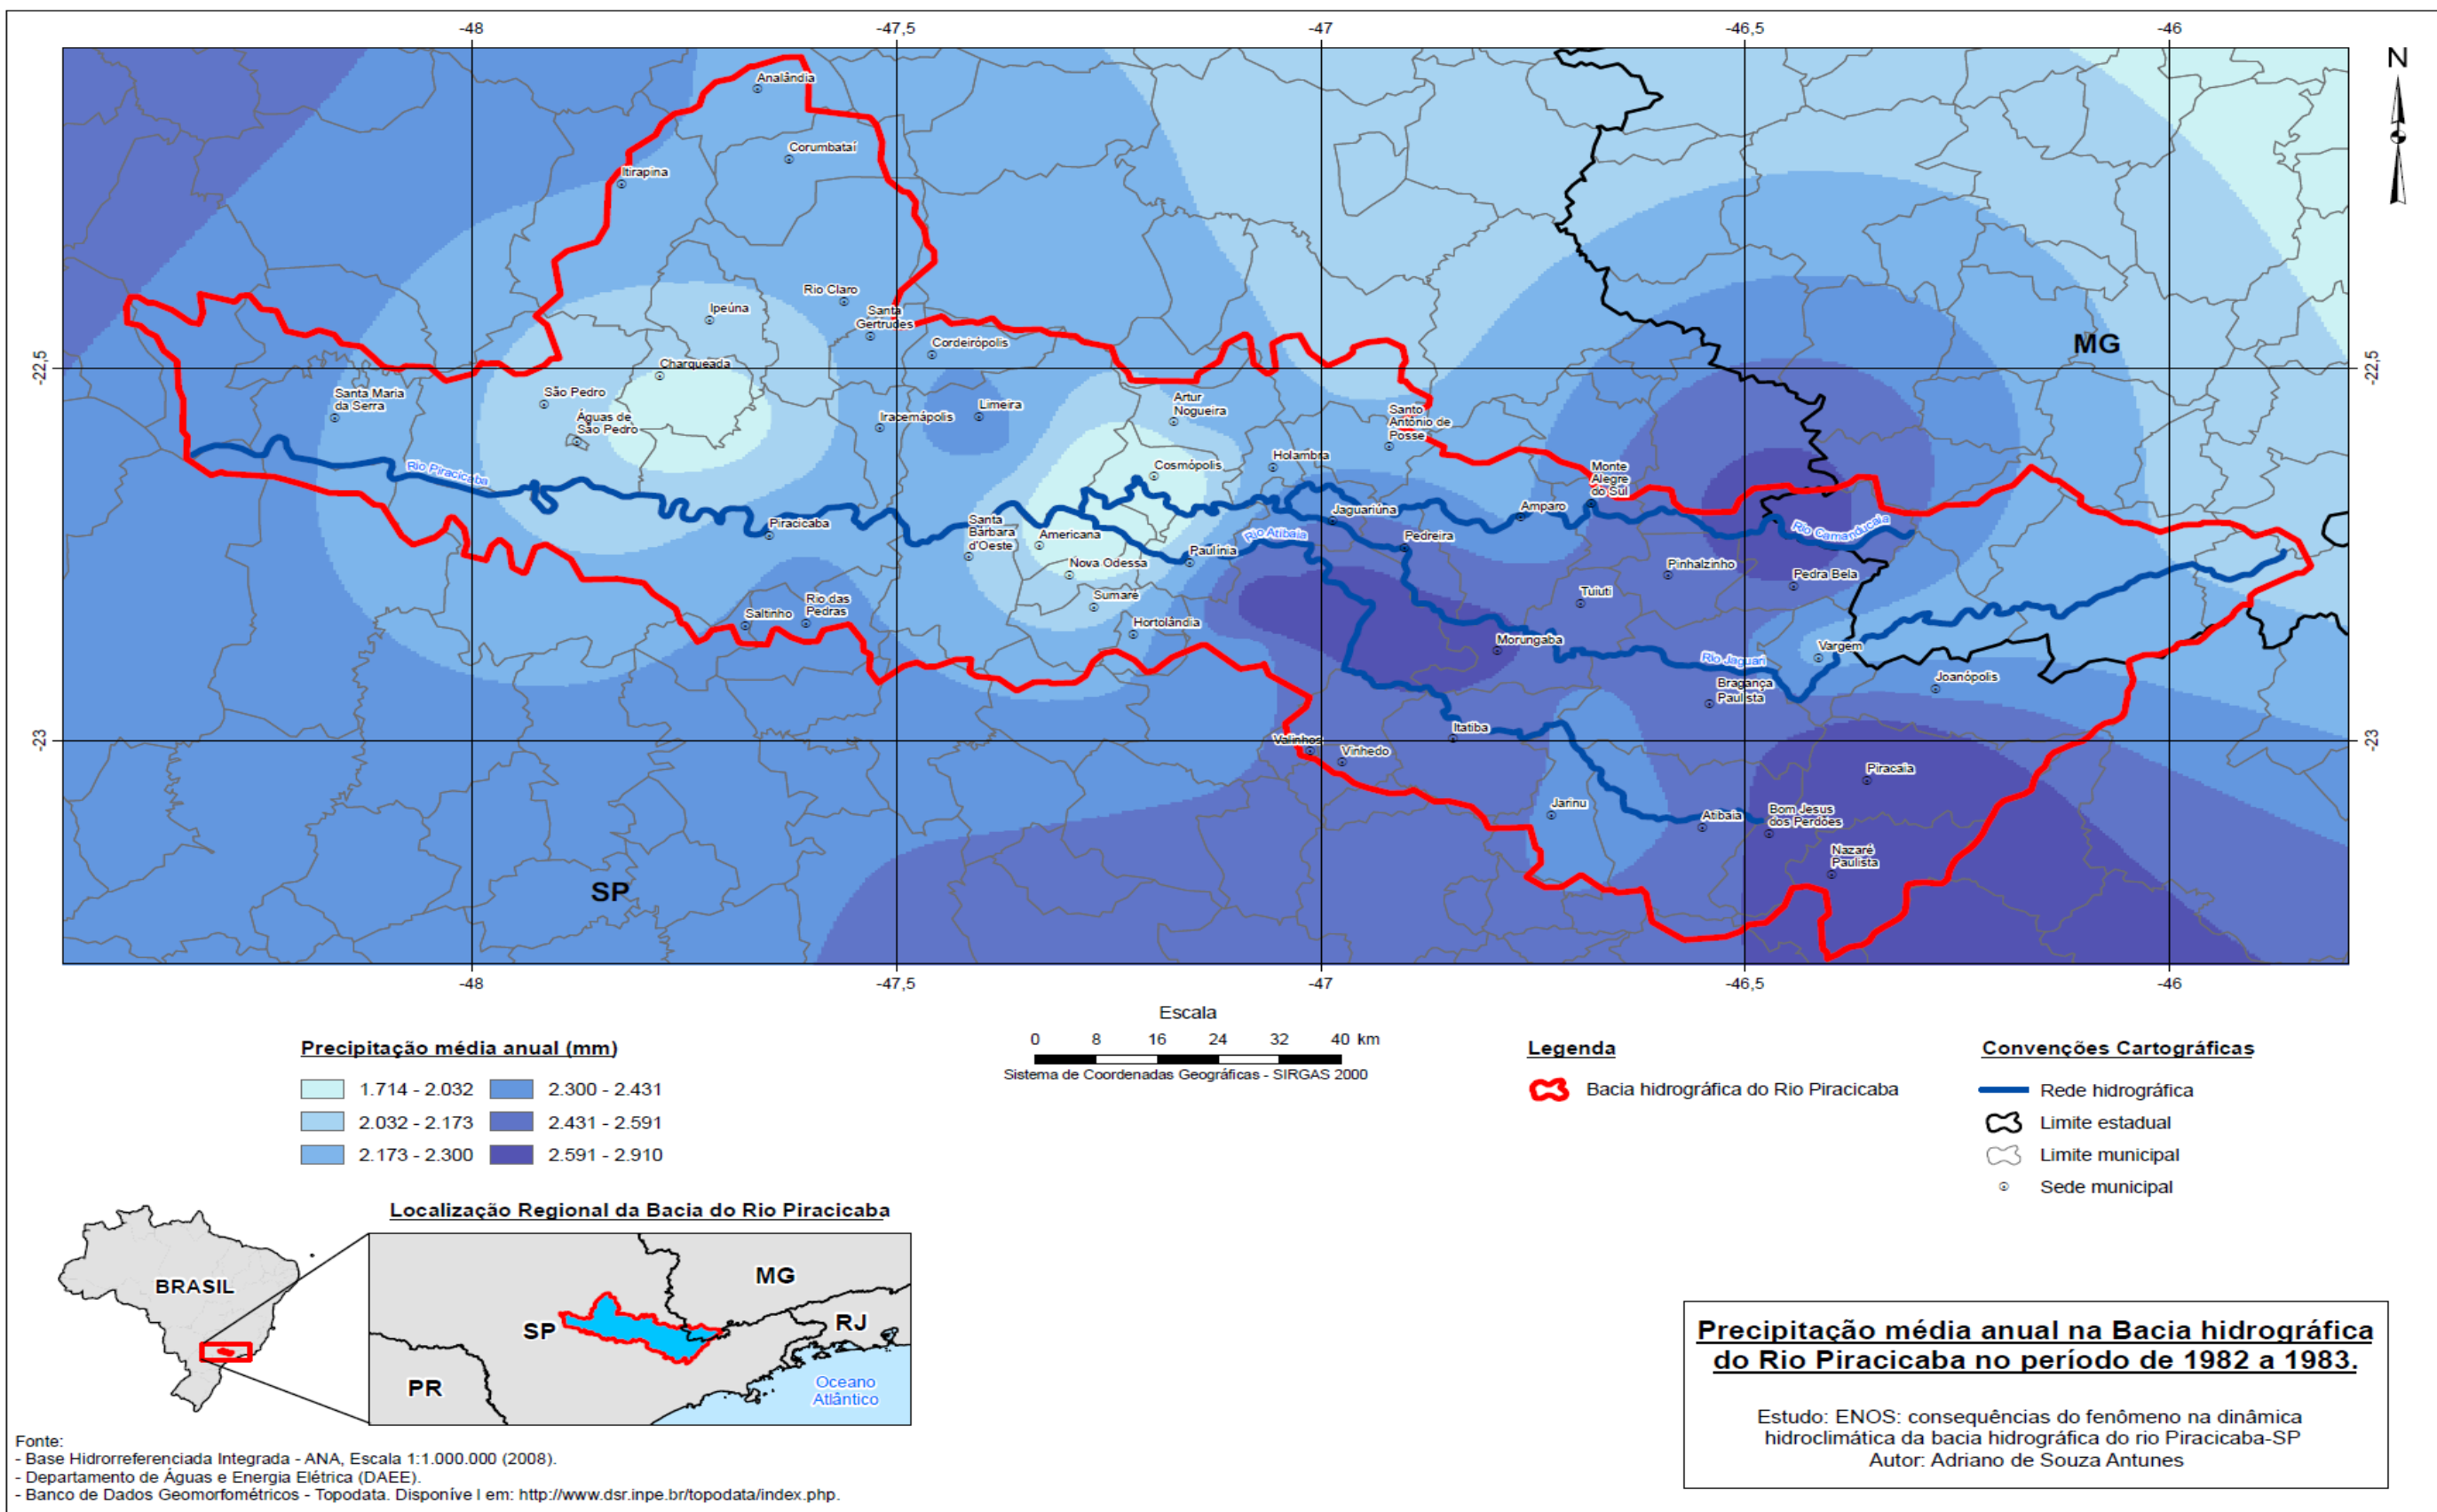 -48
-47,5
-47
-46,5
-46
N
Analândia
Corumbataí
Itirapina
Rio Claro
Ipeúna
Santa
Gertrudes
Cordeirópolis
MG
-22,5
-22,5
Charqueada
Santa Maria
da Serra
São Pedro
Águas de
São Pedro
Iracemápolis
Limeira
Artur
Nogueira
Santo
Antônio de
Posse
Rio Piracicaba
Cosmópolis
Holambra
Monte
Alegre
do Sul
Piracicaba
Santa
Bárbara
d'Oeste
Americana
Jaguariúna
Amparo
Rio Atibaia
Pedreira
Rio Camanducaia
Nova Odessa
Paulínia
Pinhalzinho
Pedra Bela
Sumaré
Tuiuti
Saltinho
Rio das
Pedras
Hortolândia
Morungaba
Vargem
Rio Jaguari
Bragança
Paulista
Joanópolis
-23
-23
Valinhos
Vinhedo
Itatiba
Piracaia
Jarinu
Atibaia
Bom Jesus
dos Perdões
Nazaré
Paulista
SP
-48
-47,5
-47
-46,5
-46
Escala
0 8 16 24 32 40 km
Sistema de Coordenadas Geográficas - SIRGAS 2000
Precipitação média anual (mm)
1.714 - 2.032
2.300 - 2.431
2.032 - 2.173
2.431 - 2.591
2.173 - 2.300
2.591 - 2.910
Legenda
Bacia hidrográfica do Rio Piracicaba
Convenções Cartográficas
Rede hidrográfica
Limite estadual
Limite municipal
Sede municipal
Localização Regional da Bacia do Rio Piracicaba
BRASIL
MG
SP
RJ
PR
Oceano
Atlântico
Precipitação média anual na Bacia hidrográfica
do Rio Piracicaba no período de 1982 a 1983.
Estudo: ENOS: consequências do fenômeno na dinâmica
hidroclimática da bacia hidrográfica do rio Piracicaba-SP
Autor: Adriano de Souza Antunes
Fonte:
- Base Hidrorreferenciada Integrada - ANA, Escala 1:1.000.000 (2008).
- Departamento de Águas e Energia Elétrica (DAEE).
- Banco de Dados Geomorfométricos - Topodata. Disponíve l em: http://www.dsr.inpe.br/topodata/index.php.